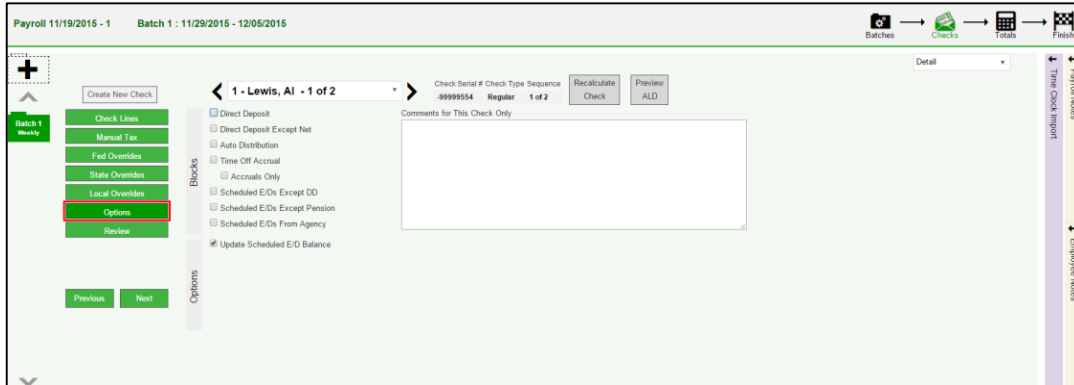 Payroll 11/19/2015 - 1 Batch 1 : 11/29/2015 - 12/05/2015
Batches Checks Totals Finish
Detail
Create New Check
1 - Lewis, Al - 1 of 2
Check Serial # Check Type Sequence
-99999554 Regular 1 of 2
Recalculate
Check
Preview
ALD
Batch 1
Weekly
Check Lines
Manual Tax
Fed Overrides
State Overrides
Local Overrides
Options
Review
Previous Next
Blocks
Direct Deposit
Direct Deposit Except Net
Auto Distribution
Time Off Accrual
Accruals Only
Scheduled E/Ds Except DD
Scheduled E/Ds Except Pension
Scheduled E/Ds From Agency
Options
Update Scheduled E/D Balance
Comments for This Check Only
Time Clock Import
Payroll Notes
Employee Notes